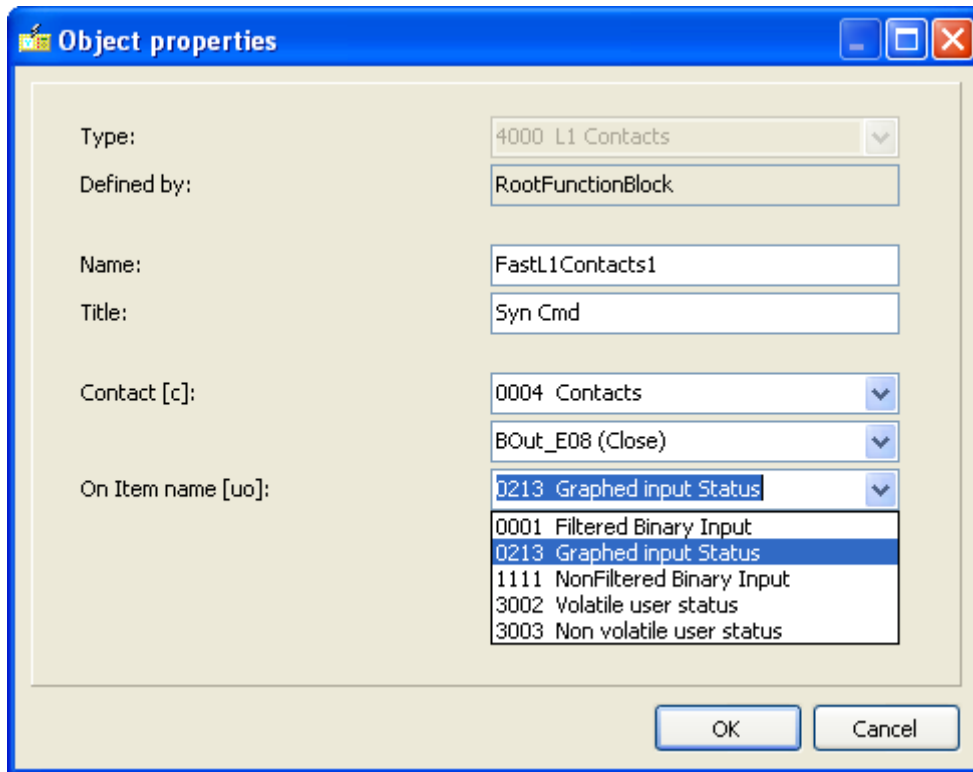 Object properties
Type: 4000 L1 Contacts
Defined by: RootFunctionBlock
Name: FastL1Contacts1
Title: Syn Cmd
Contact [c]: 0004 Contacts
BOut_E08 (Close)
On Item name [uo]: 0213 Graphed input Status
0001 Filtered Binary Input
0213 Graphed input Status
1111 NonFiltered Binary Input
3002 Volatile user status
3003 Non volatile user status
OK Cancel